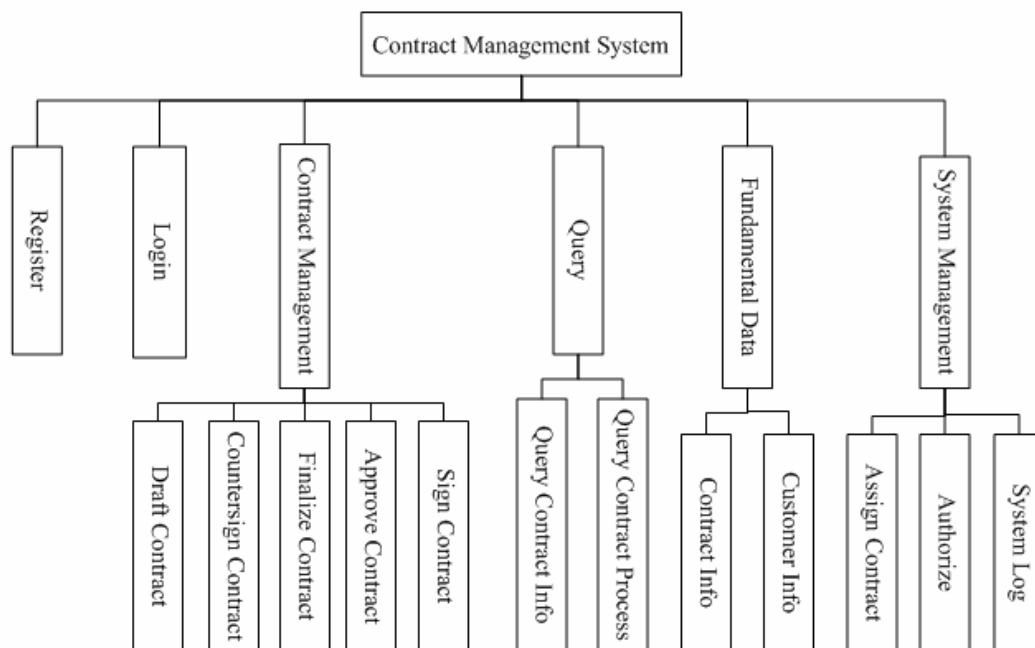 Contract Management System
Register
Login
Contract Management
Query
Fundamental Data
System Management
Draft Contract
Countersign Contract
Finalize Contract
Approve Contract
Sign Contract
Query Contract Info
Query Contract Process
Contract Info
Customer Info
Assign Contract
Authorize
System Log